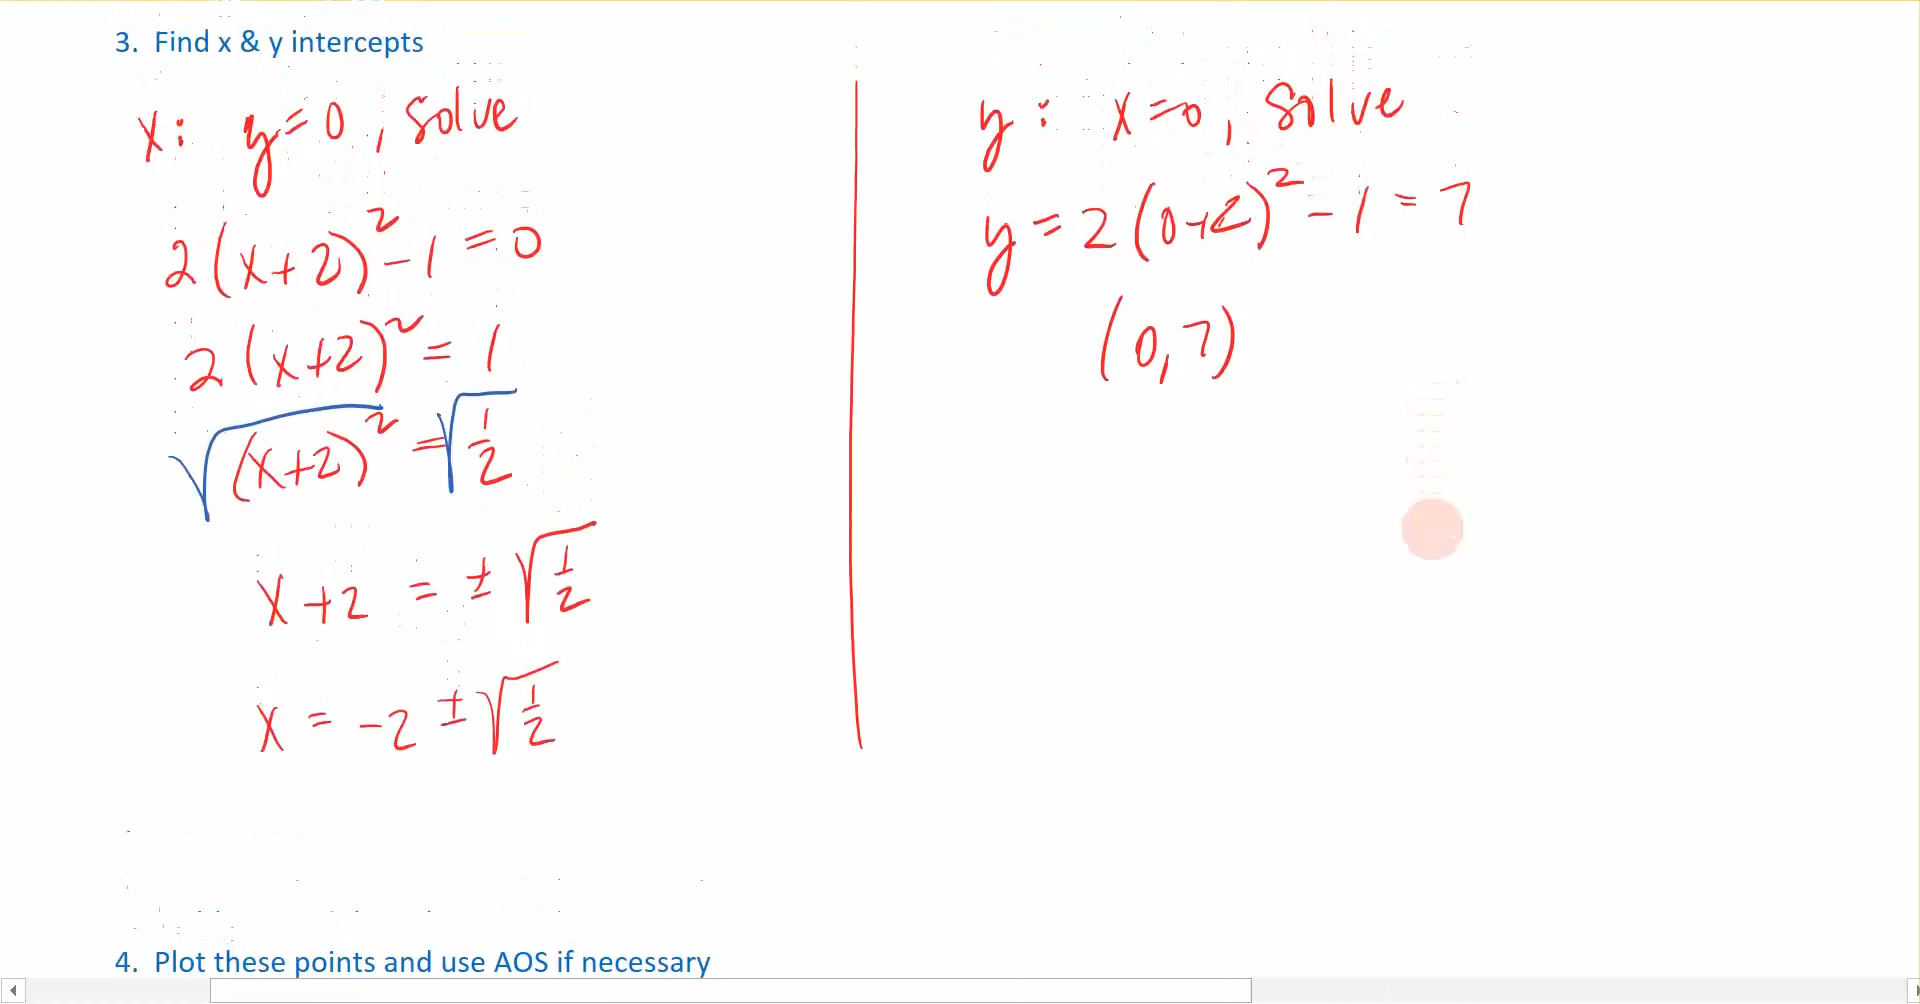 3. Find x & y intercepts
x: y=0, solve
2(x+2)²-1=0
2(x+2)²=1
√(x+2)²=√1/2
x+2=±√1/2
x=-2±√1/2
y: x=0, solve
y=2(0+2)²-1=7
(0,7)
4. Plot these points and use AOS if necessary